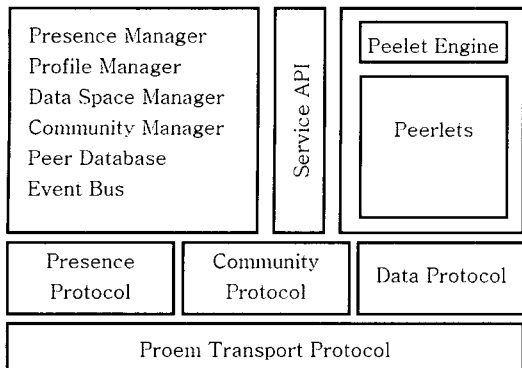 Presence Manager
Profile Manager
Data Space Manager
Community Manager
Peer Database
Event Bus
Service API
Peelet Engine
Peerlets
Presence
Protocol
Community
Protocol
Data Protocol
Proem Transport Protocol